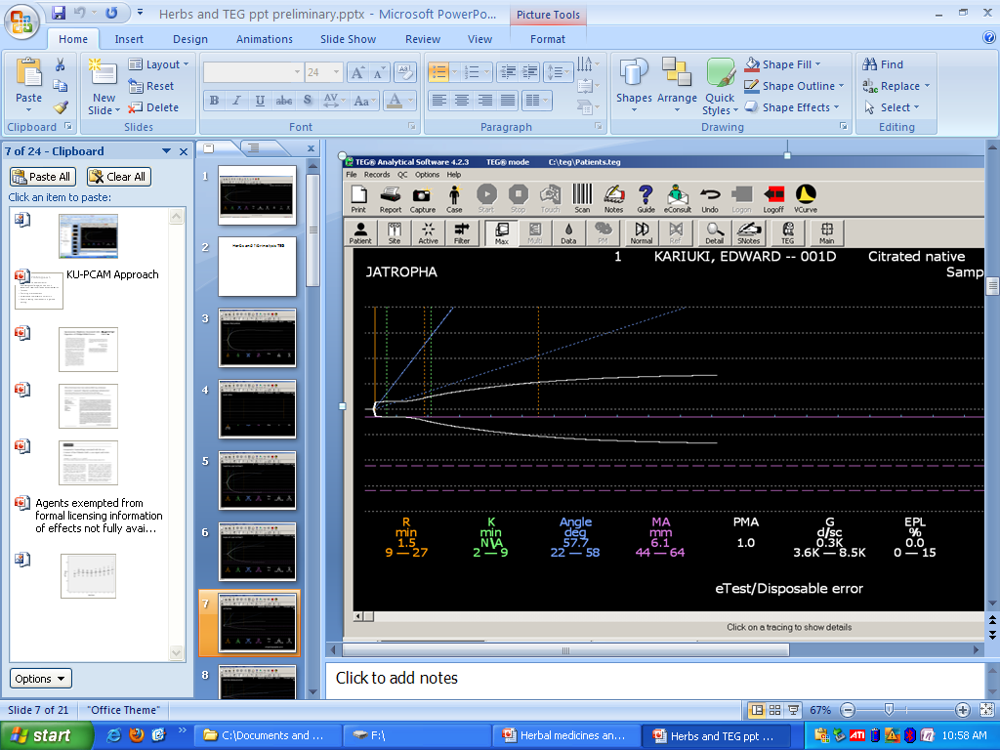 Herbs and TEG ppt preliminary.pptx - Microsoft PowerPo...
Picture Tools
Home Insert Design Animations Slide Show Review View Format
Paste
New Slide
Layout
Reset
Delete
24
B I U abc S AV Aa A
Shapes Arrange Quick Styles
Shape Fill
Shape Outline
Shape Effects
Find
Replace
Select
Clipboard Slides Font Paragraph Drawing Editing
7 of 24 - Clipboard
Paste All Clear All
Click an item to paste:
KU-PCAM Approach
Agents exempted from
formal licensing information
of effects not fully avai...
Options
1
2
3
4
5
6
7
8
TEG® Analytical Software 4.2.3 TEG® mode C:\teg\Patients.teg
File Records QC Options Help
Print Report Capture Case Start Stop Touch Scan Notes Guide eConsult Undo Logon Logoff VCurve
Patient Site Active Filter Max Multi Data PM Normal Ref Detail SNotes TEG Main
1 KARIUKI, EDWARD -- 001D Citrated native
JATROPHA Samp
R K Angle MA PMA G EPL
min min deg mm d/sc %
1.5 N\A 57.7 6.1 1.0 0.3K 0.0
9 — 27 2 — 9 22 — 58 44 — 64 3.6K — 8.5K 0 — 15
eTest/Disposable error
Click on a tracing to show details
Click to add notes
Slide 7 of 21 "Office Theme" 67%
start C:\Documents and ... F:\ Herbal medicines an... Herbs and TEG ppt ... ATI 10:58 AM